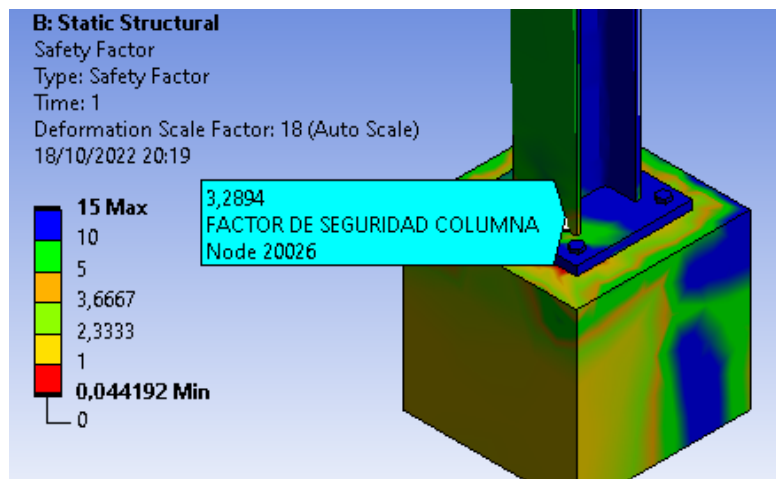 B: Static Structural
Safety Factor
Type: Safety Factor
Time: 1
Deformation Scale Factor: 18 (Auto Scale)
18/10/2022 20:19
3,2894
FACTOR DE SEGURIDAD COLUMNA
Node 20026
15 Max
10
5
3,6667
2,3333
1
0,044192 Min
0